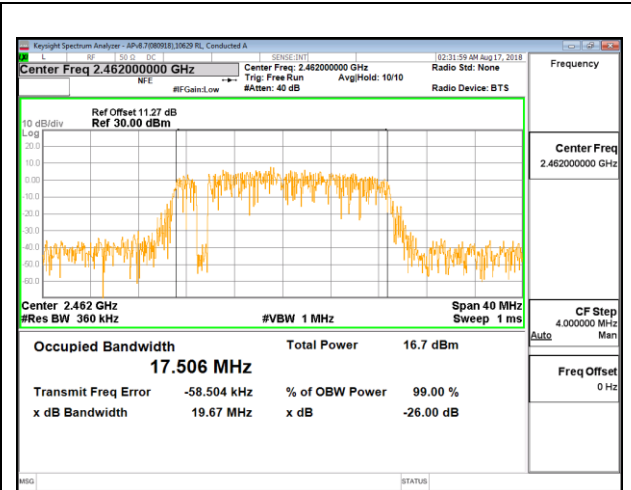 Keysight Spectrum Analyzer - APv8.7(080918),10629 RL, Conducted A
L RF 50 Ω DC SENSE:INT 02:31:59 AM Aug 17, 2018
Center Freq 2.462000000 GHz
NFE
#IFGain:Low
Center Freq: 2.462000000 GHz
Trig: Free Run Avg|Hold: 10/10
#Atten: 40 dB
Radio Std: None
Radio Device: BTS
Ref Offset 11.27 dB
10 dB/div Ref 30.00 dBm
Log
20.0
10.0
0.00
-10.0
-20.0
-30.0
-40.0
-50.0
-60.0
Center 2.462 GHz Span 40 MHz
#Res BW 360 kHz #VBW 1 MHz Sweep 1 ms
Occupied Bandwidth Total Power 16.7 dBm
17.506 MHz
Transmit Freq Error -58.504 kHz % of OBW Power 99.00 %
x dB Bandwidth 19.67 MHz x dB -26.00 dB
MSG STATUS
Frequency
Center Freq
2.462000000 GHz
CF Step
4.000000 MHz
Auto Man
Freq Offset
0 Hz